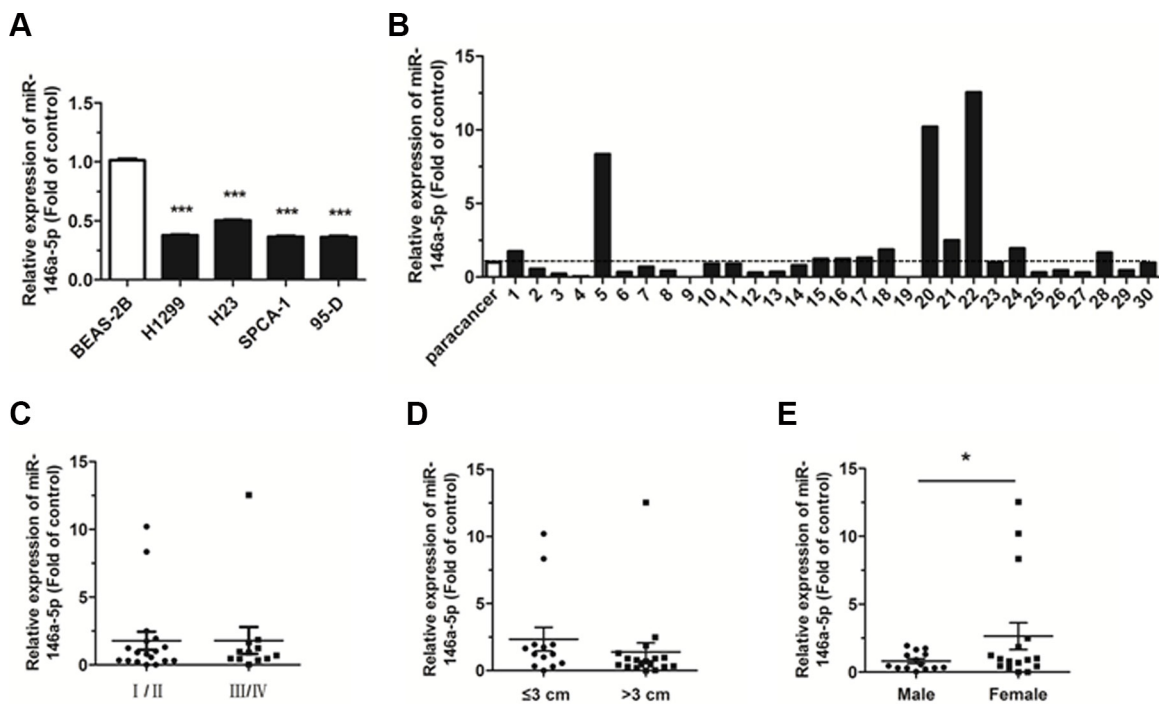 A
Relative expression of miR-
146a-5p (Fold of control)
1.5
1.0
0.5
0.0
***
***
***
***
BEAS-2B
H1299
H23
SPCA-1
95-D
B
Relative expression of miR-
146a-5p (Fold of control)
15
10
5
0
paracancer
1
2
3
4
5
6
7
8
9
10
11
12
13
14
15
16
17
18
19
20
21
22
23
24
25
26
27
28
29
30
C
Relative expression of miR-
146a-5p (Fold of control)
15
10
5
0
Ⅰ/Ⅱ
Ⅲ/Ⅳ
D
Relative expression of miR-
146a-5p (Fold of control)
15
10
5
0
≤3 cm
>3 cm
E
Relative expression of miR-
146a-5p (Fold of control)
15
10
5
0
*
Male
Female